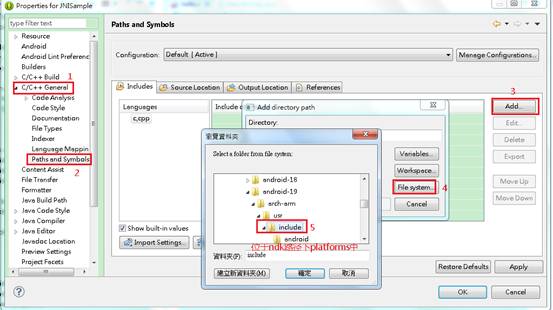 Properties for JNISample
type filter text
Resource
Android
Android Lint Preferenc
Builders
C/C++ Build
1
C/C++ General
Code Analysis
Code Style
Documentation
File Types
Indexer
Language Mappin
Paths and Symbols
2
Content Assist
File Transfer
Formatter
Java Build Path
Java Code Style
Java Compiler
Java Editor
Javadoc Location
Preview Settings
Project Facets
Paths and Symbols
Configuration:
Default [ Active ]
Manage Configurations...
Includes
Source Location
Output Location
References
Languages
c,cpp
Include d
3
Add...
Edit...
Delete
Export
Move Up
Move Down
Show built-in values
Import Settings...
Add directory path
Directory:
Variables...
Workspace...
File system...
4
Cancel
瀏覽資料夾
Select a folder from file system:
android-18
android-19
arch-arm
usr
include
5
android
位于ndk路径下platforms中
資料夾(F):
include
建立新資料夾(M)
確定
取消
Restore Defaults
Apply
OK
Cancel